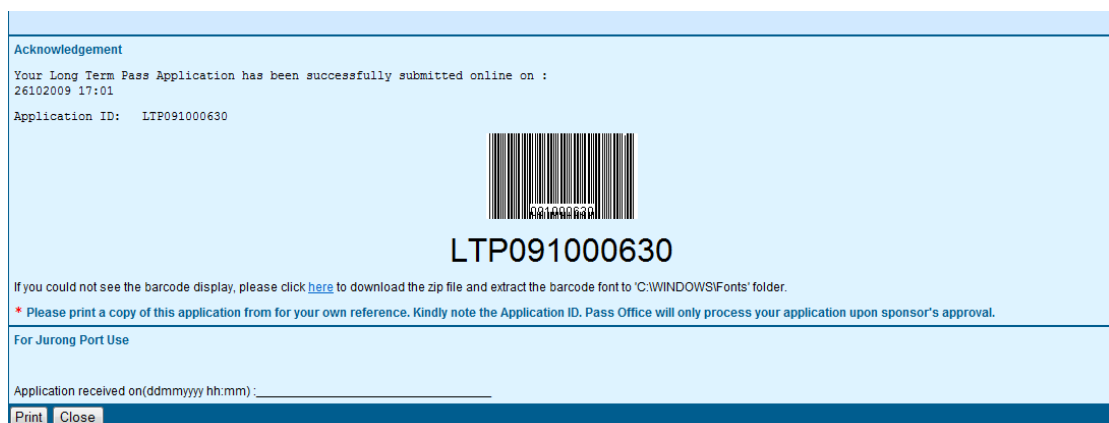 Acknowledgement
Your Long Term Pass Application has been successfully submitted online on :
26102009 17:01
Application ID: LTP091000630
091000630
LTP091000630
If you could not see the barcode display, please click here to download the zip file and extract the barcode font to 'C:\WINDOWS\Fonts' folder.
* Please print a copy of this application from for your own reference. Kindly note the Application ID. Pass Office will only process your application upon sponsor's approval.
For Jurong Port Use
Application received on(ddmmyyyy hh:mm) :
Print Close